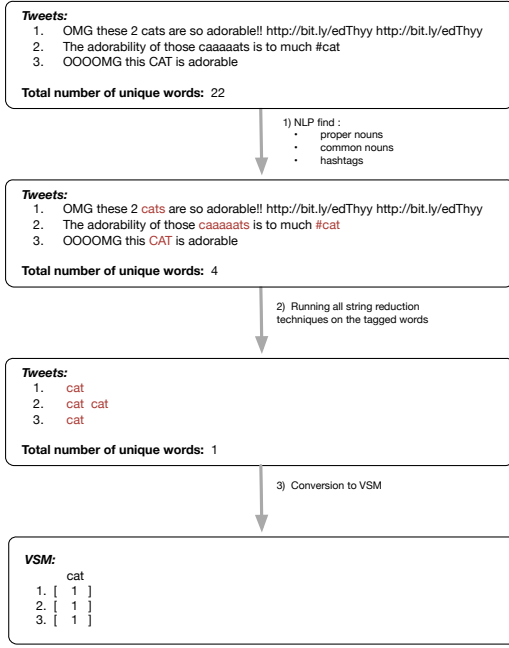 Tweets:
1. OMG these 2 cats are so adorable!! http://bit.ly/edThyy http://bit.ly/edThyy
2. The adorability of those caaaaats is to much #cat
3. OOOOMG this CAT is adorable
Total number of unique words: 22
1) NLP find :
• proper nouns
• common nouns
• hashtags
Tweets:
1. OMG these 2 cats are so adorable!! http://bit.ly/edThyy http://bit.ly/edThyy
2. The adorability of those caaaaats is to much #cat
3. OOOOMG this CAT is adorable
Total number of unique words: 4
2) Running all string reduction
techniques on the tagged words
Tweets:
1. cat
2. cat cat
3. cat
Total number of unique words: 1
3) Conversion to VSM
VSM:
cat
1. [ 1 ]
2. [ 1 ]
3. [ 1 ]